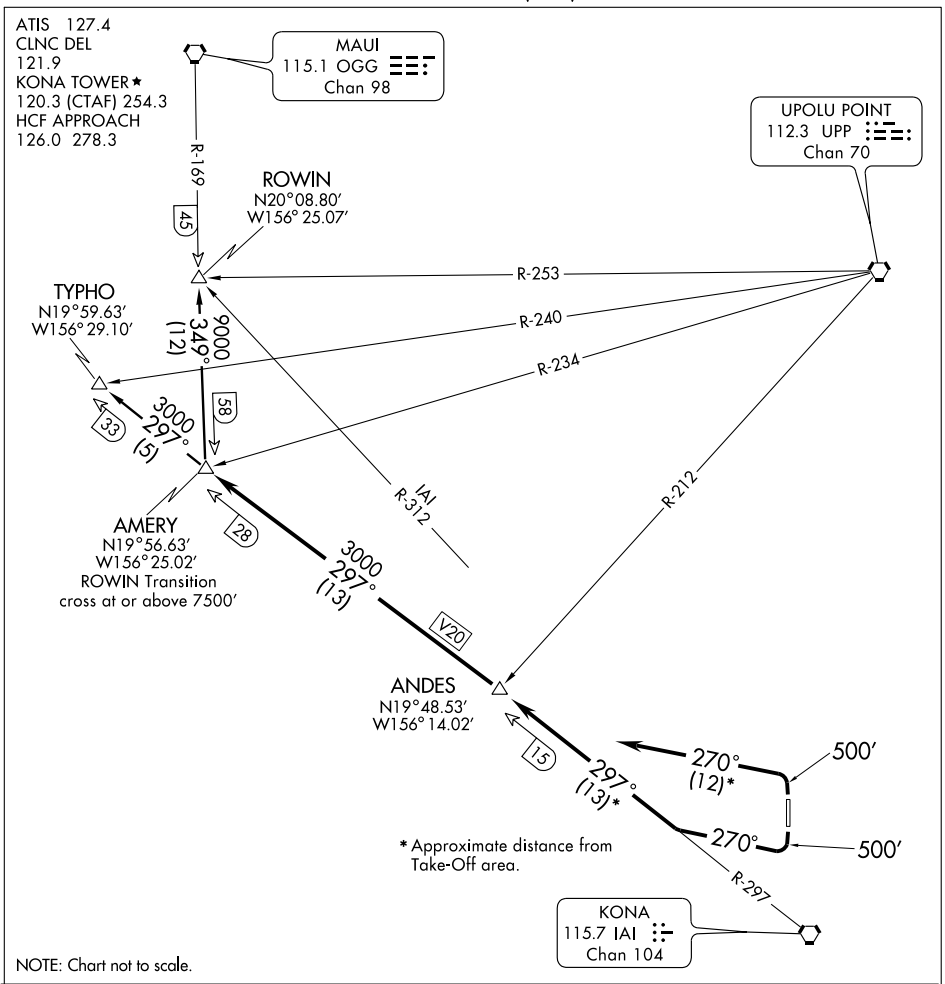 ATIS 127.4
CLNC DEL
121.9
KONA TOWER★
120.3 (CTAF) 254.3
HCF APPROACH
126.0 278.3
MAUI
115.1 OGG
Chan 98
UPOLU POINT
112.3 UPP
Chan 70
R-169
45
ROWIN
N20°08.80'
W156°25.07'
TYPHO
N19°59.63'
W156°29.10'
R-253
R-240
R-234
R-212
9000
349°
(12)
58
3000
297°
(5)
33
IAI
R-312
AMERY
N19°56.63'
W156°25.02'
ROWIN Transition
cross at or above 7500'
28
3000
297°
(13)
V20
ANDES
N19°48.53'
W156°14.02'
15
297°
(13)*
270°
(12)*
500'
270°
500'
* Approximate distance from
Take-Off area.
R-297
KONA
115.7 IAI
Chan 104
NOTE: Chart not to scale.